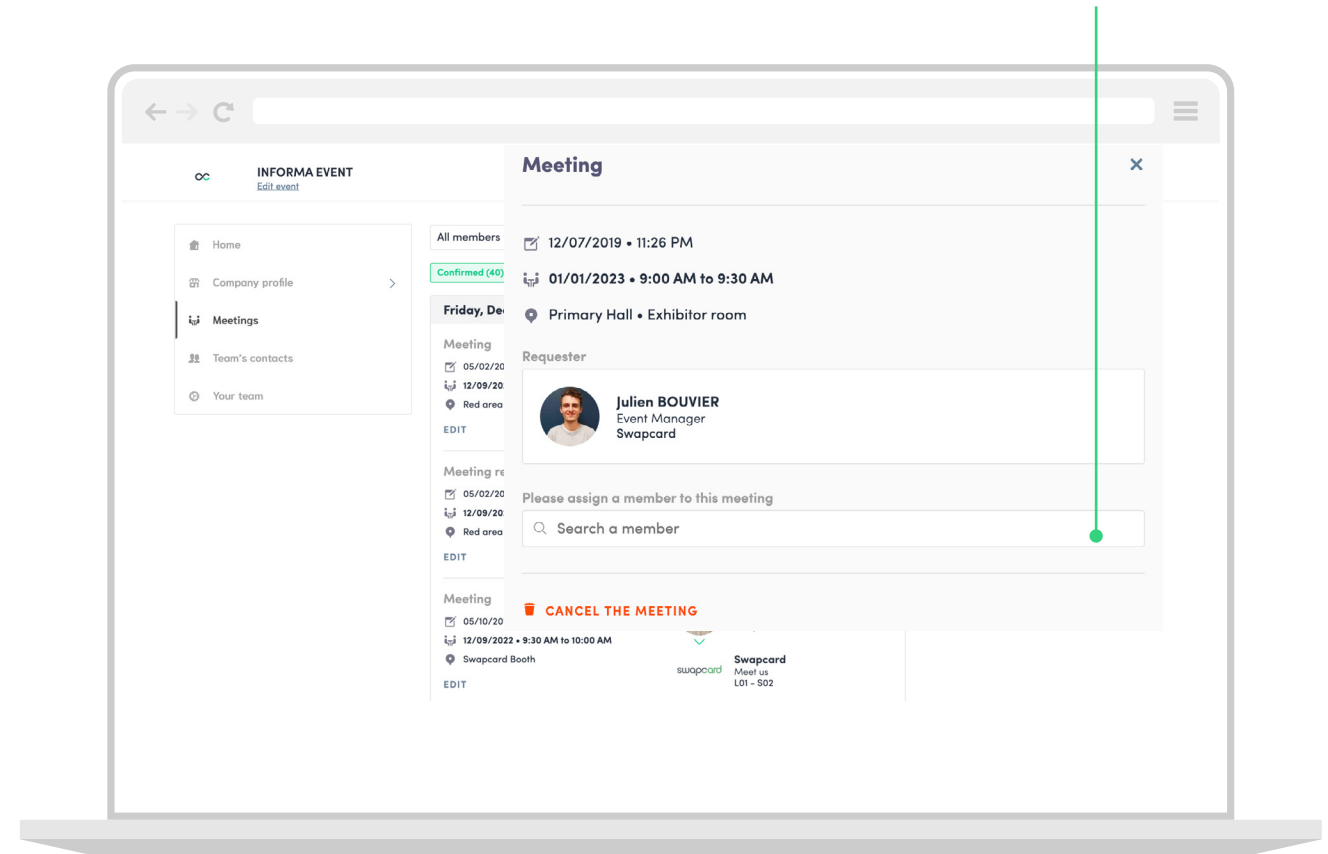 INFORMA EVENT
Edit event
Home
Company profile
Meetings
Team's contacts
Your team
All members
Confirmed (40)
Friday, De
Meeting
05/02/20
12/09/20
Red area
EDIT
Meeting re
05/02/20
12/09/20
Red area
EDIT
Meeting
05/10/20
12/09/2022 • 9:30 AM to 10:00 AM
Swapcard Booth
EDIT
swapcard
Swapcard
Meet us
L01 - S02
Meeting
12/07/2019 • 11:26 PM
01/01/2023 • 9:00 AM to 9:30 AM
Primary Hall • Exhibitor room
Requester
Julien BOUVIER
Event Manager
Swapcard
Please assign a member to this meeting
Search a member
CANCEL THE MEETING